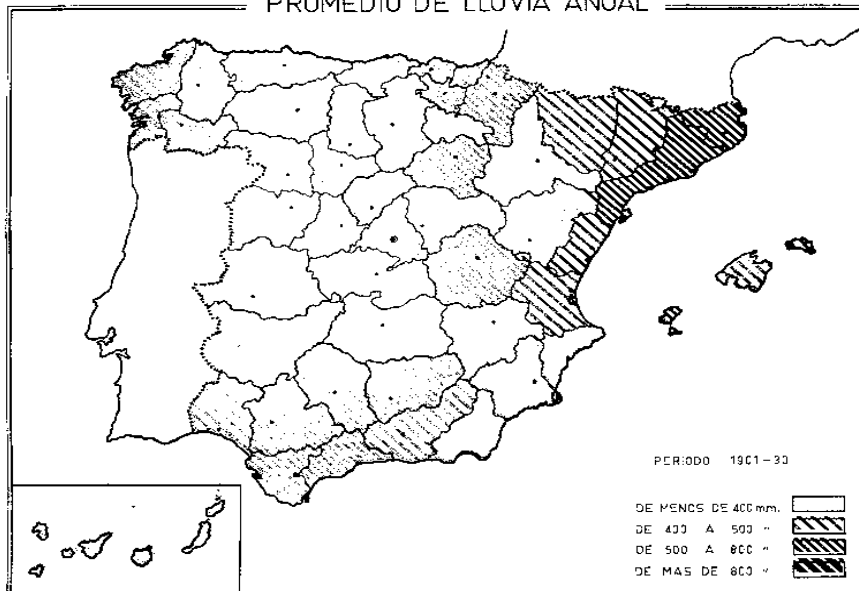 PROMEDIO DE LLUVIA ANUAL
PERIODO 1901-30
DE MENOS DE 400 mm.
DE 400 A 500 "
DE 500 A 800 "
DE MAS DE 800 "